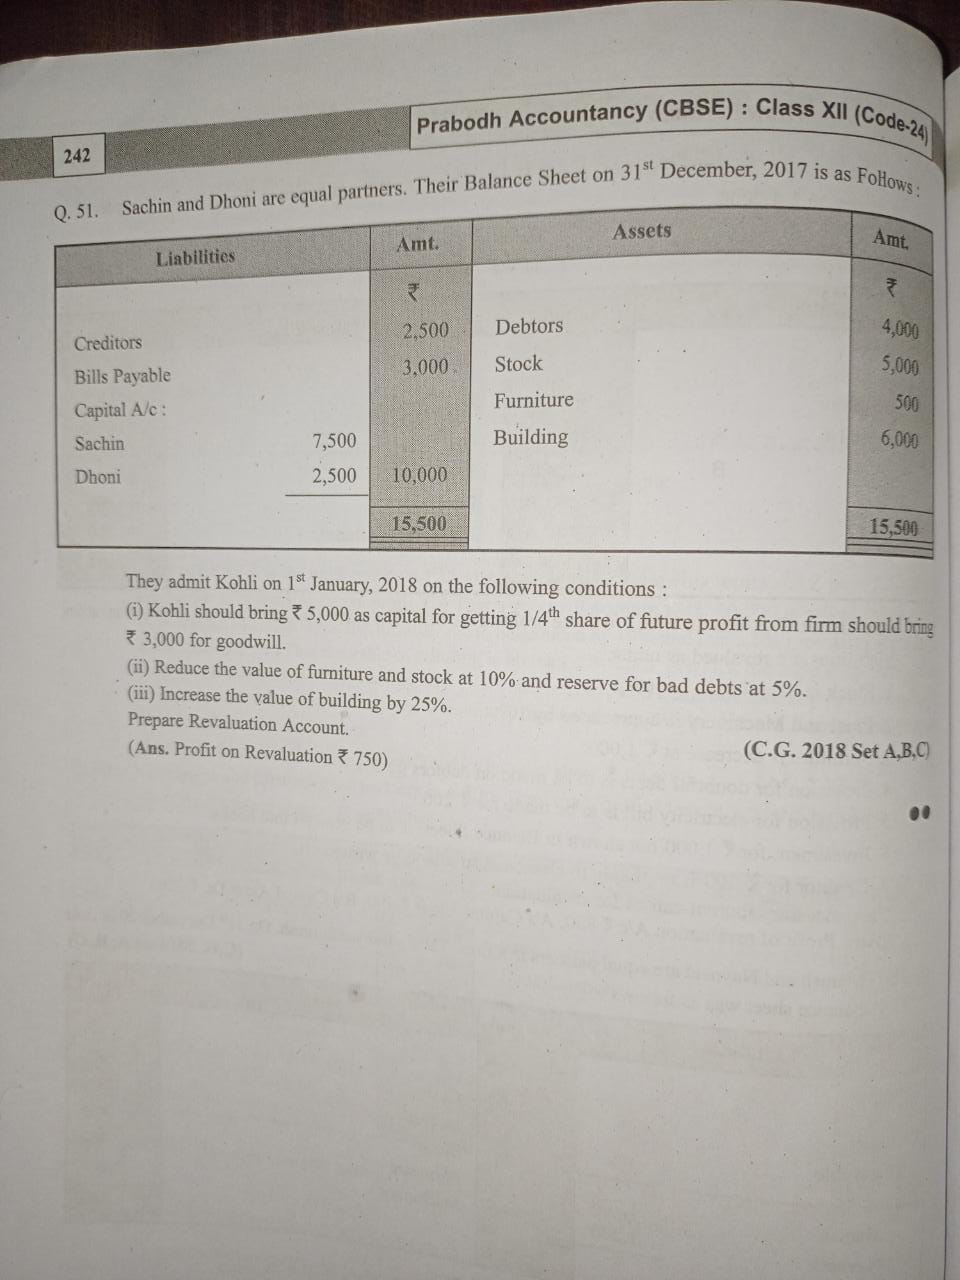 242
Prabodh Accountancy (CBSE) : Class XII (Code-24)
Q. 51. Sachin and Dhoni are equal partners. Their Balance Sheet on 31st December, 2017 is as Follows :
Liabilities Amt. Assets Amt.
₹ ₹
Creditors 2,500 Debtors 4,000
Bills Payable 3,000 Stock 5,000
Capital A/c : Furniture 500
Sachin 7,500 Building 6,000
Dhoni 2,500 10,000
15,500 15,500
They admit Kohli on 1st January, 2018 on the following conditions :
(i) Kohli should bring ₹ 5,000 as capital for getting 1/4th share of future profit from firm should bring
₹ 3,000 for goodwill.
(ii) Reduce the value of furniture and stock at 10% and reserve for bad debts at 5%.
(iii) Increase the value of building by 25%.
Prepare Revaluation Account.
(Ans. Profit on Revaluation ₹ 750) (C.G. 2018 Set A,B,C)